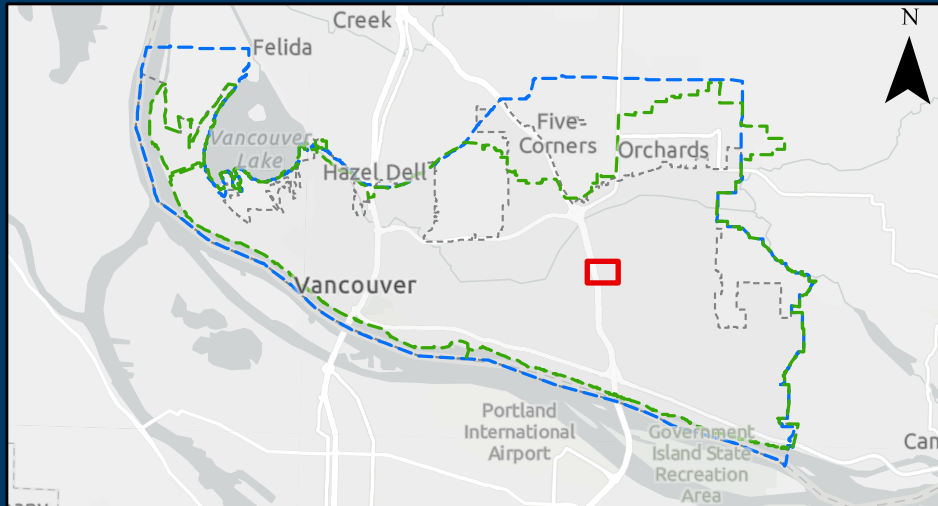 Creek
N
Felida
Vancouver
Lake
Five-
Corners
Orchards
Hazel Dell
Vancouver
Portland
International
Airport
Government
Island State
Recreation
Area
Cam